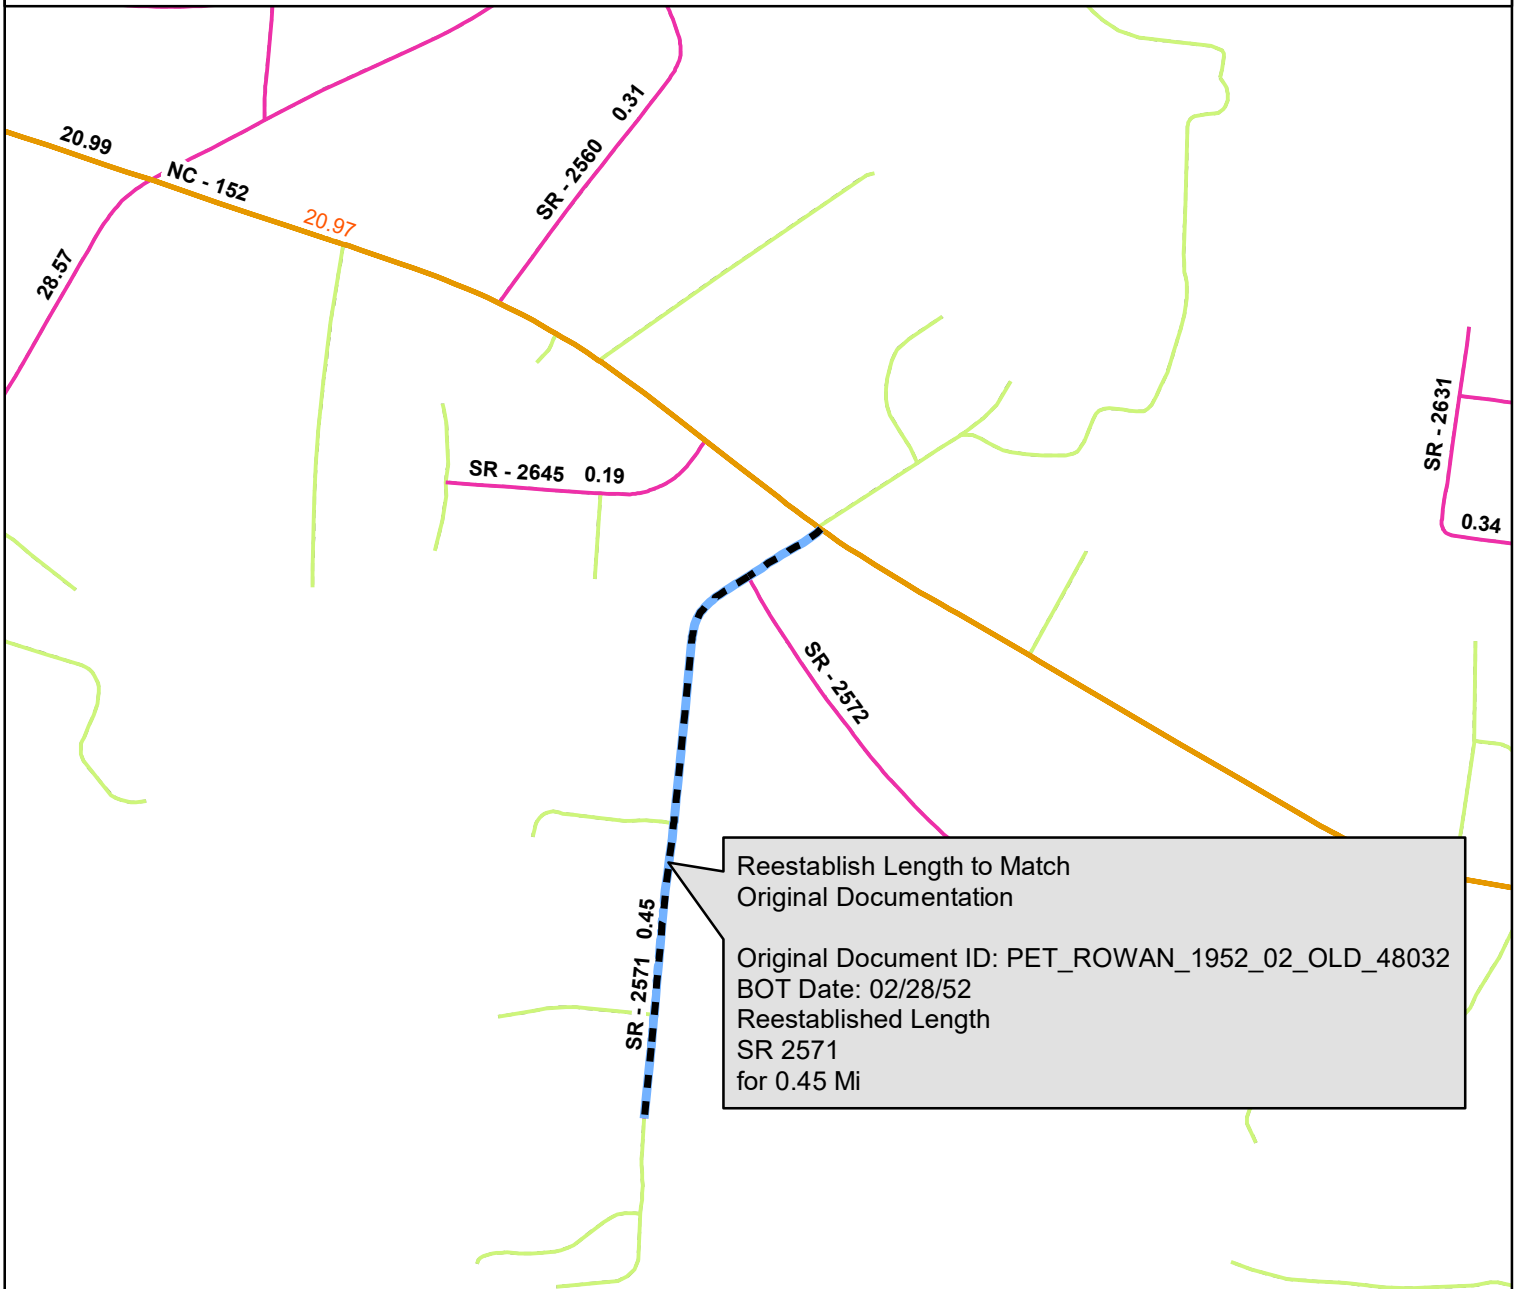 20.99
NC - 152
20.97
28.57
SR - 2560 0.31
SR - 2645 0.19
SR - 2631
0.34
SR - 2572
SR - 2571 0.45
Reestablish Length to Match
Original Documentation
Original Document ID: PET_ROWAN_1952_02_OLD_48032
BOT Date: 02/28/52
Reestablished Length
SR 2571
for 0.45 Mi